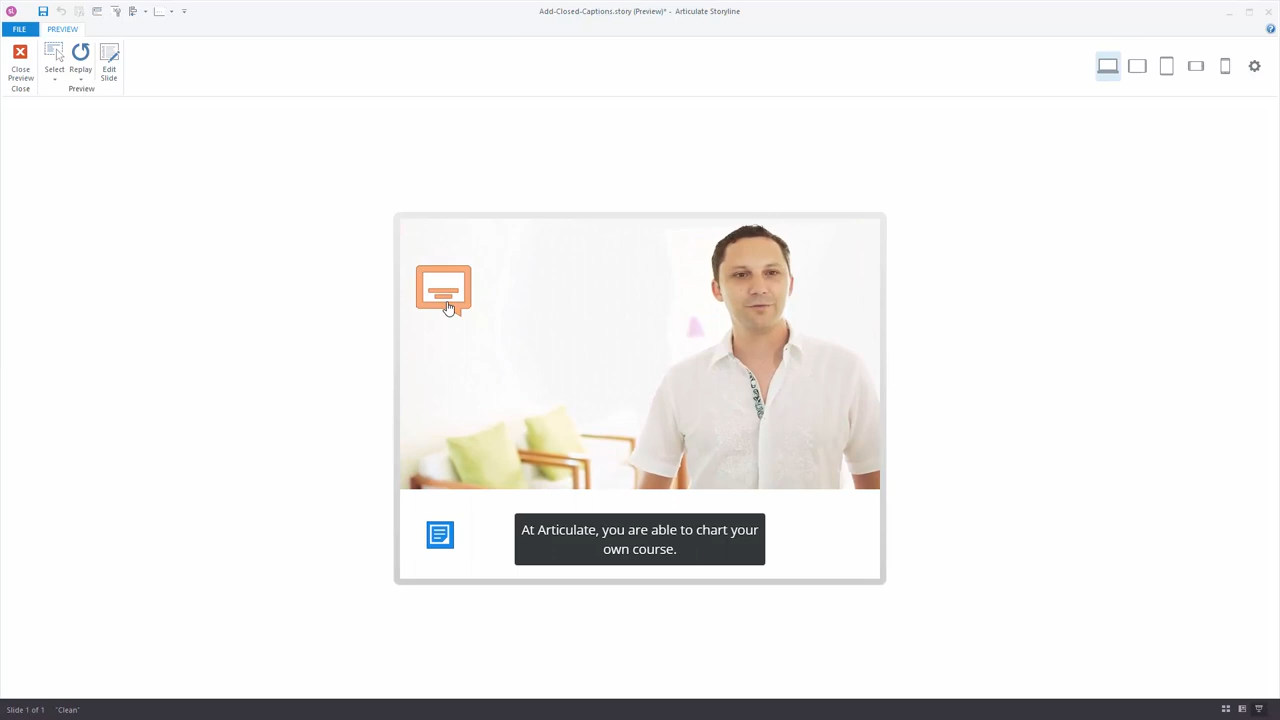 sl
Add-Closed-Captions.story (Preview)* - Articulate Storyline
FILE
PREVIEW
Close
Preview
Select
Replay
Edit
Slide
Close
Preview
At Articulate, you are able to chart your
own course.
Slide 1 of 1
"Clean"